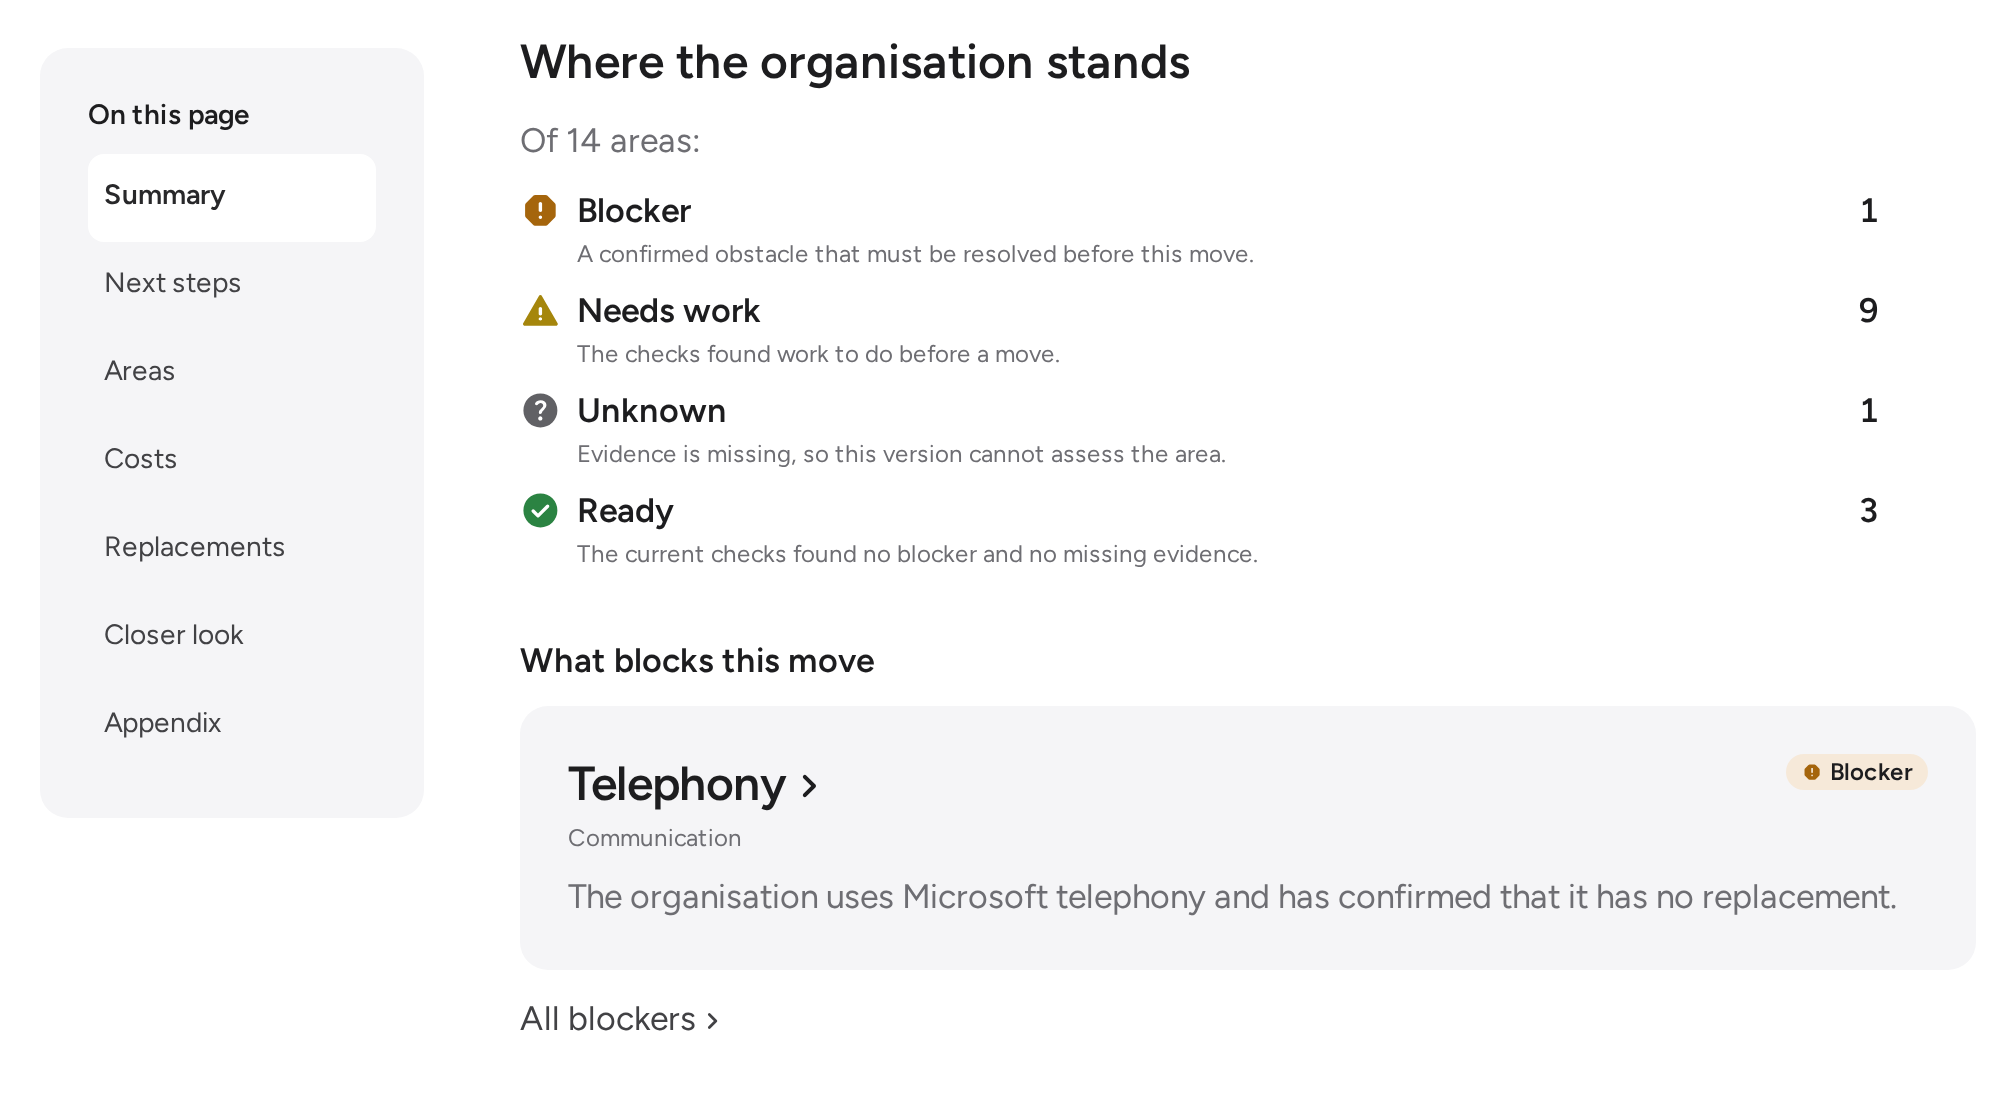 On this page
Summary
Next steps
Areas
Costs
Replacements
Closer look
Appendix
Where the organisation stands
Of 14 areas:
Blocker 1
A confirmed obstacle that must be resolved before this move.
Needs work 9
The checks found work to do before a move.
Unknown 1
Evidence is missing, so this version cannot assess the area.
Ready 3
The current checks found no blocker and no missing evidence.
What blocks this move
Telephony
Blocker
Communication
The organisation uses Microsoft telephony and has confirmed that it has no replacement.
All blockers